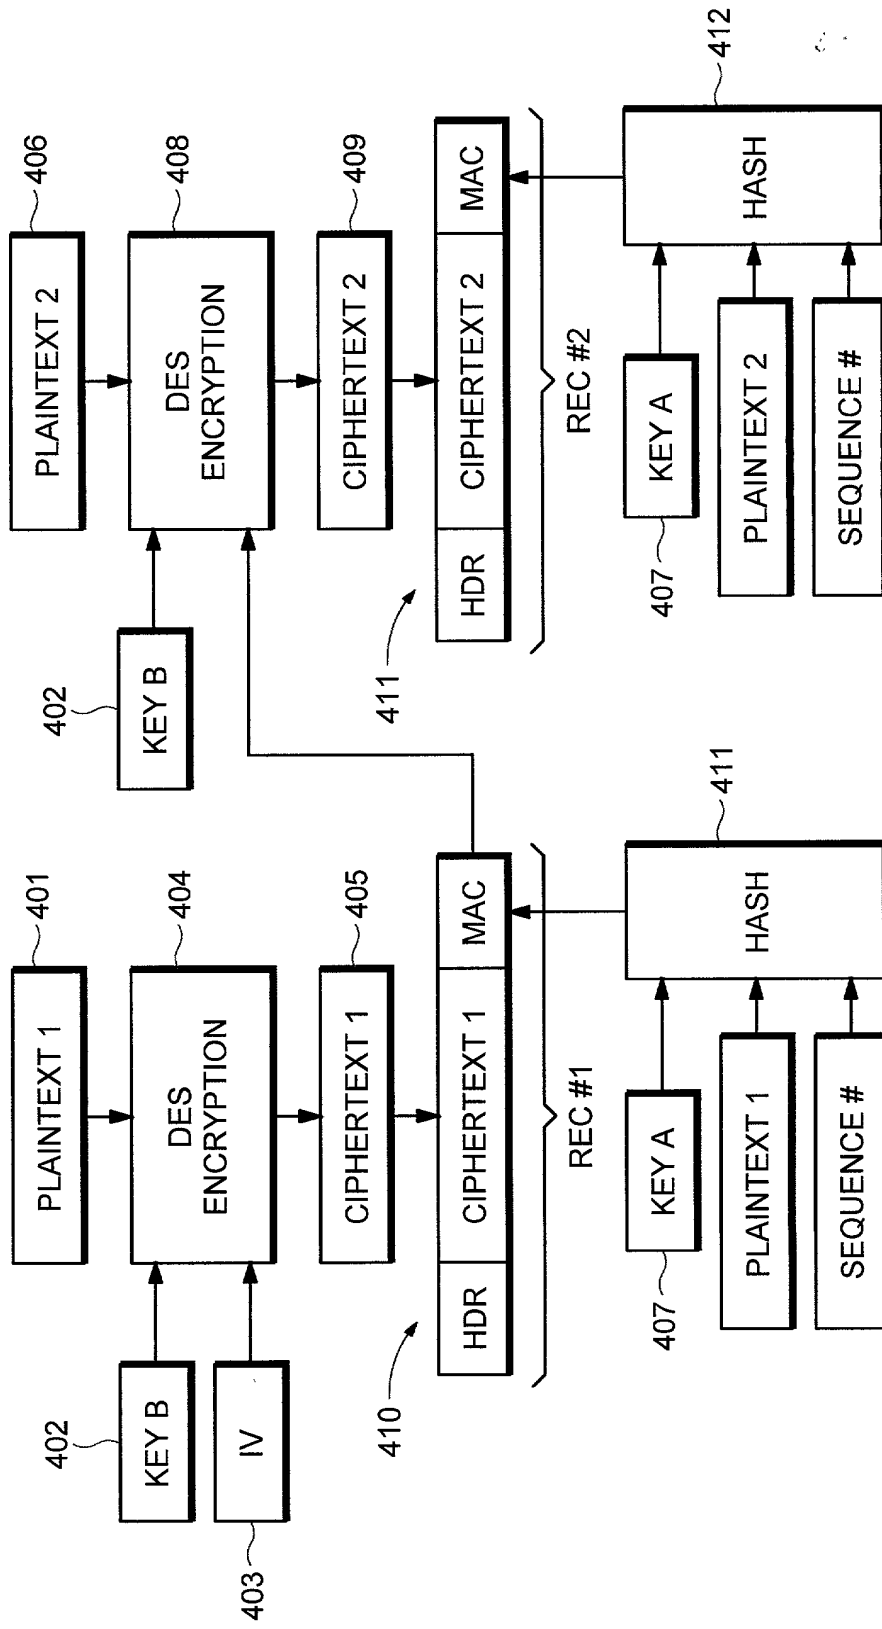 401
PLAINTEXT 1
402
KEY B
404
DES
ENCRYPTION
403
IV
405
CIPHERTEXT 1
410
HDR
CIPHERTEXT 1
MAC
REC #1
407
KEY A
PLAINTEXT 1
SEQUENCE #
411
HASH
406
PLAINTEXT 2
402
KEY B
408
DES
ENCRYPTION
409
CIPHERTEXT 2
411
HDR
CIPHERTEXT 2
MAC
REC #2
407
KEY A
PLAINTEXT 2
SEQUENCE #
412
HASH